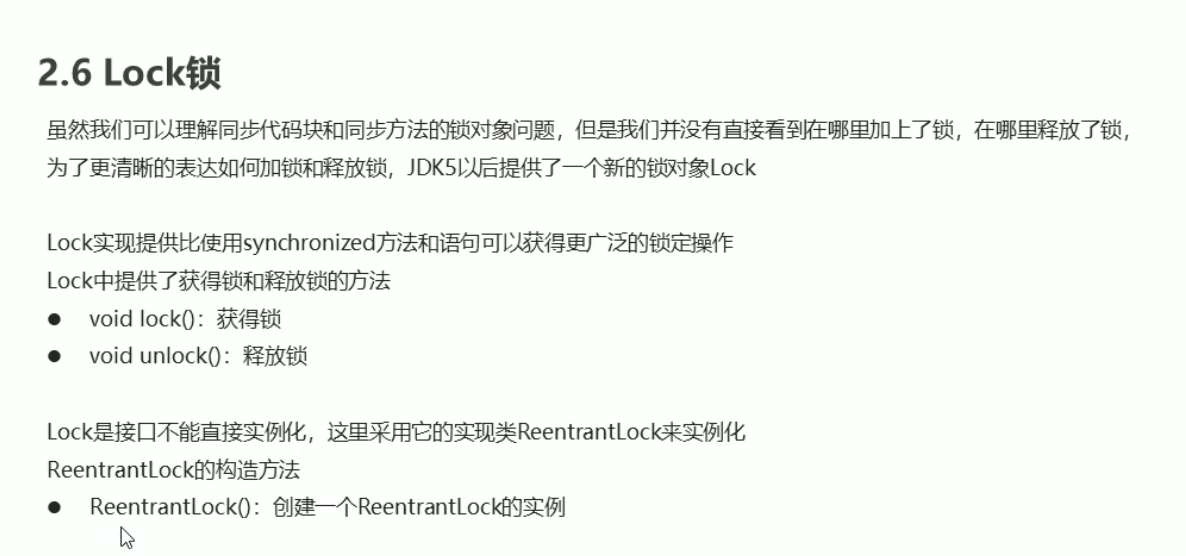 2.6 Lock锁
虽然我们可以理解同步代码块和同步方法的锁对象问题，但是我们并没有直接看到在哪里加上了锁，在哪里释放了锁，
为了更清晰的表达如何加锁和释放锁，JDK5以后提供了一个新的锁对象Lock
Lock实现提供比使用synchronized方法和语句可以获得更广泛的锁定操作
Lock中提供了获得锁和释放锁的方法
● void lock()：获得锁
● void unlock()：释放锁
Lock是接口不能直接实例化，这里采用它的实现类ReentrantLock来实例化
ReentrantLock的构造方法
● ReentrantLock()：创建一个ReentrantLock的实例